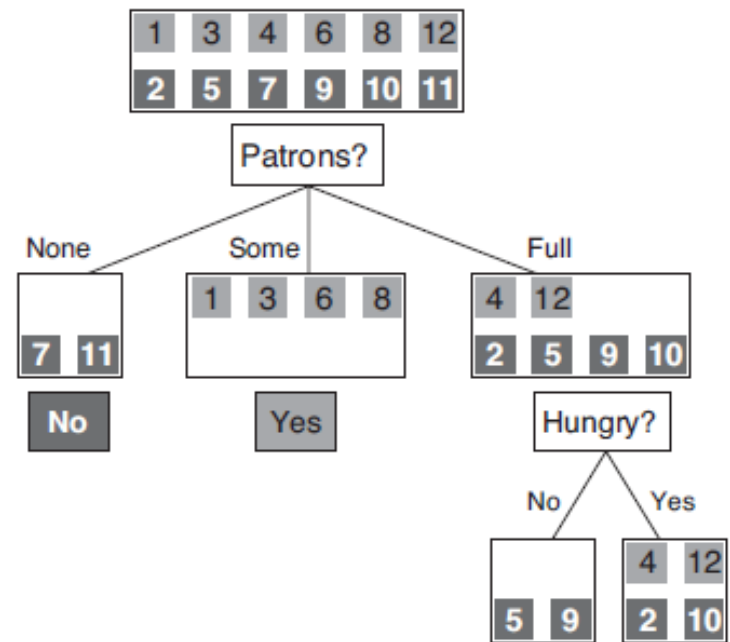 1 3 4 6 8 12
2 5 7 9 10 11
Patrons?
None Some Full
1 3 6 8 4 12
7 11 2 5 9 10
No Yes Hungry?
No Yes
4 12
5 9 2 10